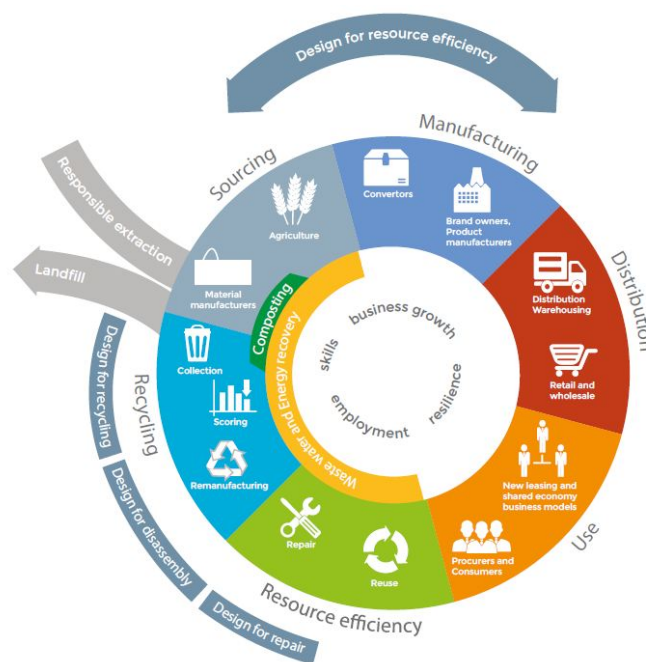 Design for resource efficiency
Manufacturing
Sourcing
Convertors
Brand owners,
Product
manufacturers
Responsible extraction
Agriculture
Landfill
Material
manufacturers
Distribution
Distribution
Warehousing
Composting
business growth
skills
resilience
employment
Waste water and Energy recovery
Collection
Retail and
wholesale
Design for recycling
Recycling
Scoring
Remanufacturing
New leasing and
shared economy
business models
Use
Repair
Reuse
Procurers and
Consumers
Design for disassembly
Resource efficiency
Design for repair